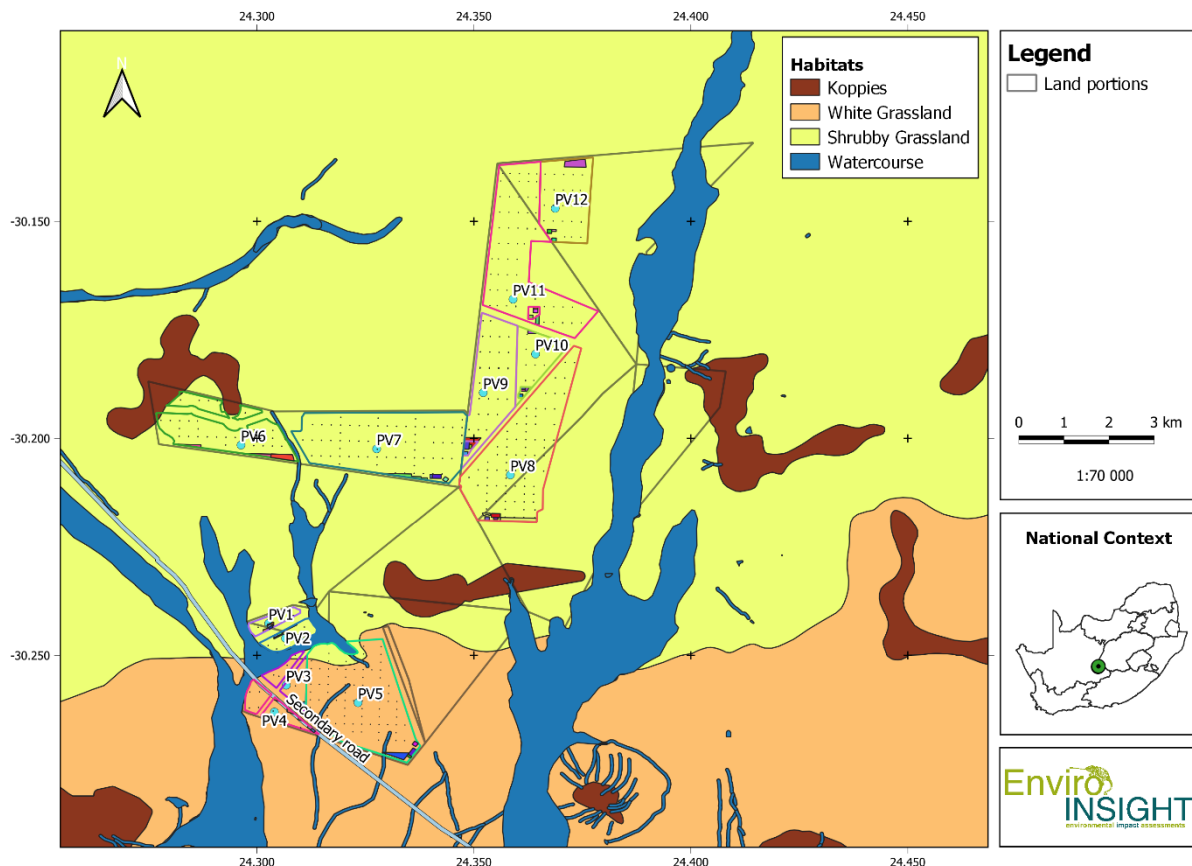 24.300 24.350 24.400 24.450
N
Habitats
Koppies
White Grassland
Shrubby Grassland
Watercourse
Legend
Land portions
-30.150
-30.200
-30.250
PV12
PV11
PV10
PV9
PV6
PV7
PV8
PV1
PV2
PV3
PV5
PV4
Secondary road
0 1 2 3 km
1:70 000
National Context
Enviro
INSIGHT
environmental impact assessments
24.300 24.350 24.400 24.450